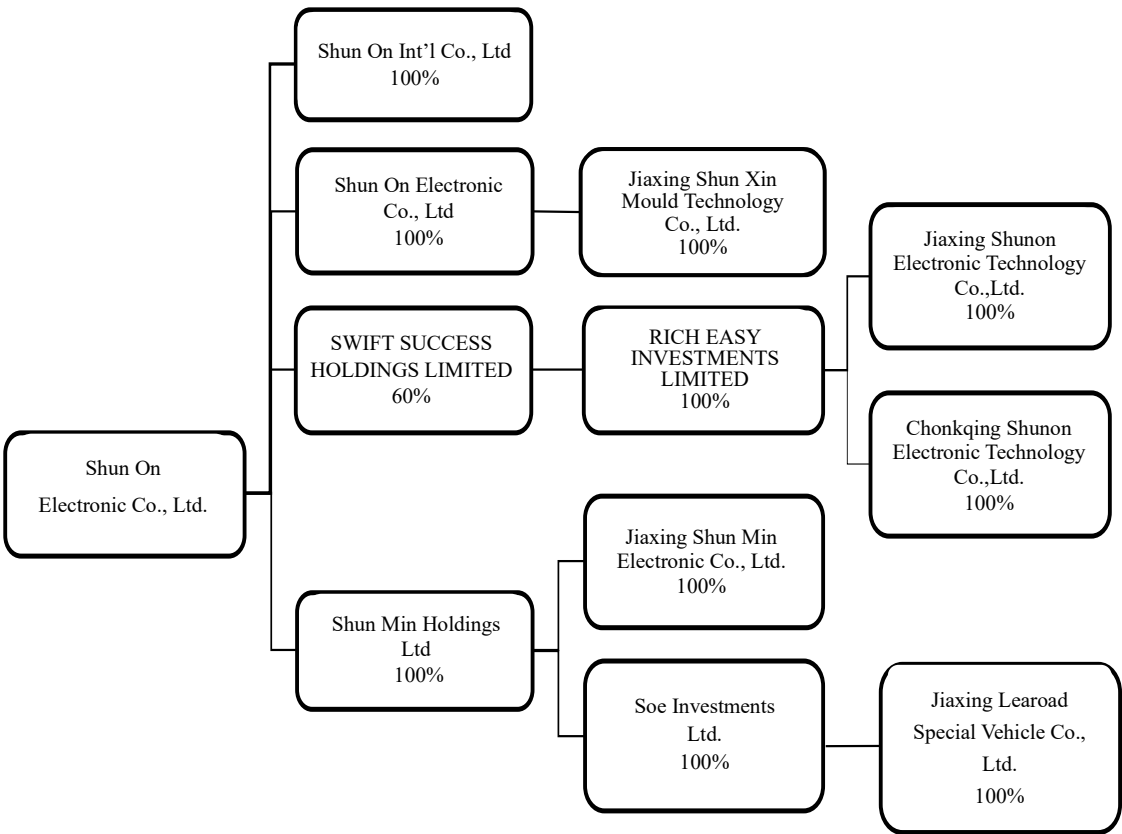 Shun On
Electronic Co., Ltd.
Shun On Int’l Co., Ltd
100%
Shun On Electronic
Co., Ltd
100%
Jiaxing Shun Xin
Mould Technology
Co., Ltd.
100%
SWIFT SUCCESS
HOLDINGS LIMITED
60%
RICH EASY
INVESTMENTS
LIMITED
100%
Jiaxing Shunon
Electronic Technology
Co.,Ltd.
100%
Chonkqing Shunon
Electronic Technology
Co.,Ltd.
100%
Shun Min Holdings
Ltd
100%
Jiaxing Shun Min
Electronic Co., Ltd.
100%
Soe Investments
Ltd.
100%
Jiaxing Learoad
Special Vehicle Co.,
Ltd.
100%